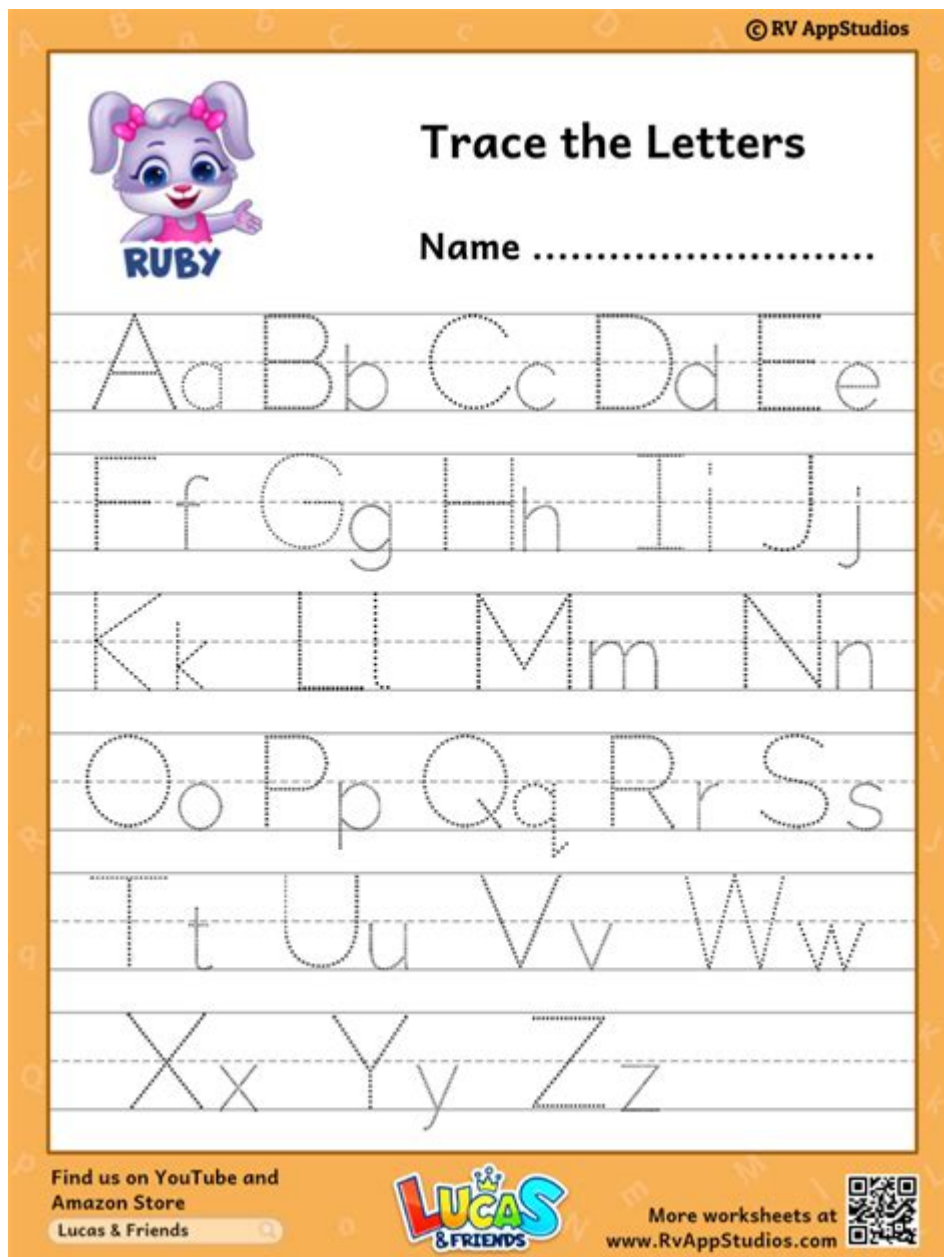 © RV AppStudios
Trace the Letters
RUBY
Name ...........................
Aa Bb Cc Dd Ee
Ff Gg Hh Ii Jj
Kk Ll Mm Nn
Oo Pp Qq Rr Ss
Tt Uu Vv Ww
Xx Yy Zz
Find us on YouTube and
Amazon Store
Lucas & Friends
LUCAS
& FRIENDS
More worksheets at
www.RvAppStudios.com